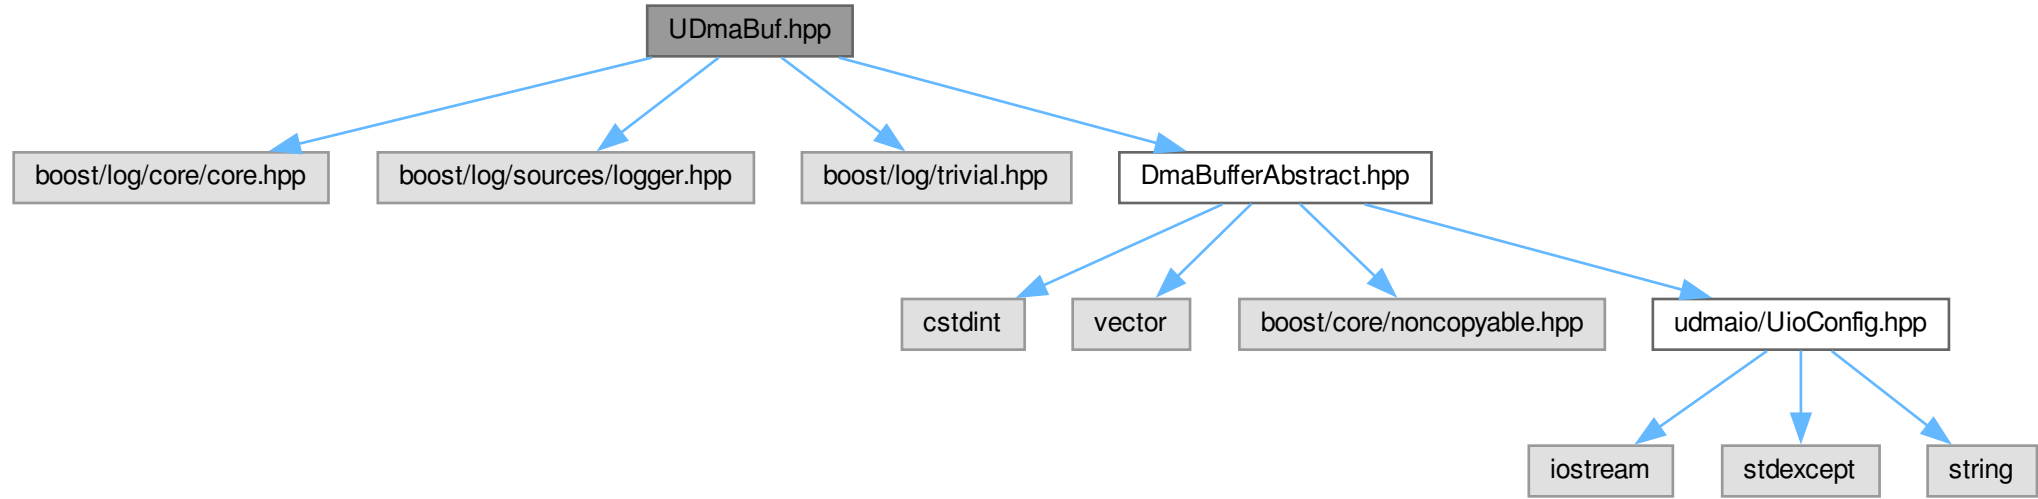 UDmaBuf.hpp
boost/log/core/core.hpp
boost/log/sources/logger.hpp
boost/log/trivial.hpp
DmaBufferAbstract.hpp
cstdint
vector
boost/core/noncopyable.hpp
udmaio/UioConfig.hpp
iostream
stdexcept
string